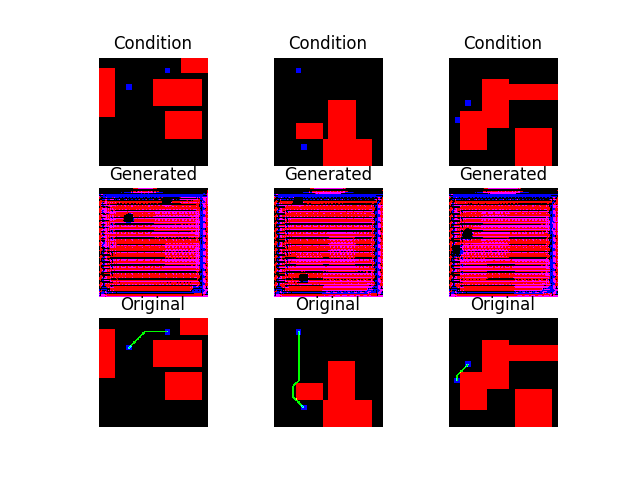 Condition
Condition
Condition
Generated
Generated
Generated
Original
Original
Original